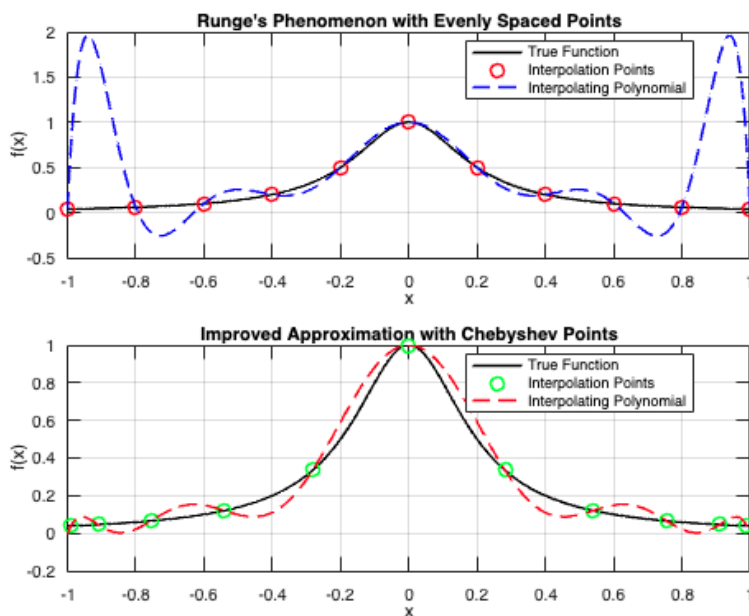 Runge's Phenomenon with Evenly Spaced Points
2
1.5
1
0.5
0
-0.5
f(x)
True Function
Interpolation Points
Interpolating Polynomial
-1 -0.8 -0.6 -0.4 -0.2 0 0.2 0.4 0.6 0.8 1
x
Improved Approximation with Chebyshev Points
1
0.8
0.6
0.4
0.2
0
-0.2
f(x)
True Function
Interpolation Points
Interpolating Polynomial
-1 -0.8 -0.6 -0.4 -0.2 0 0.2 0.4 0.6 0.8 1
x